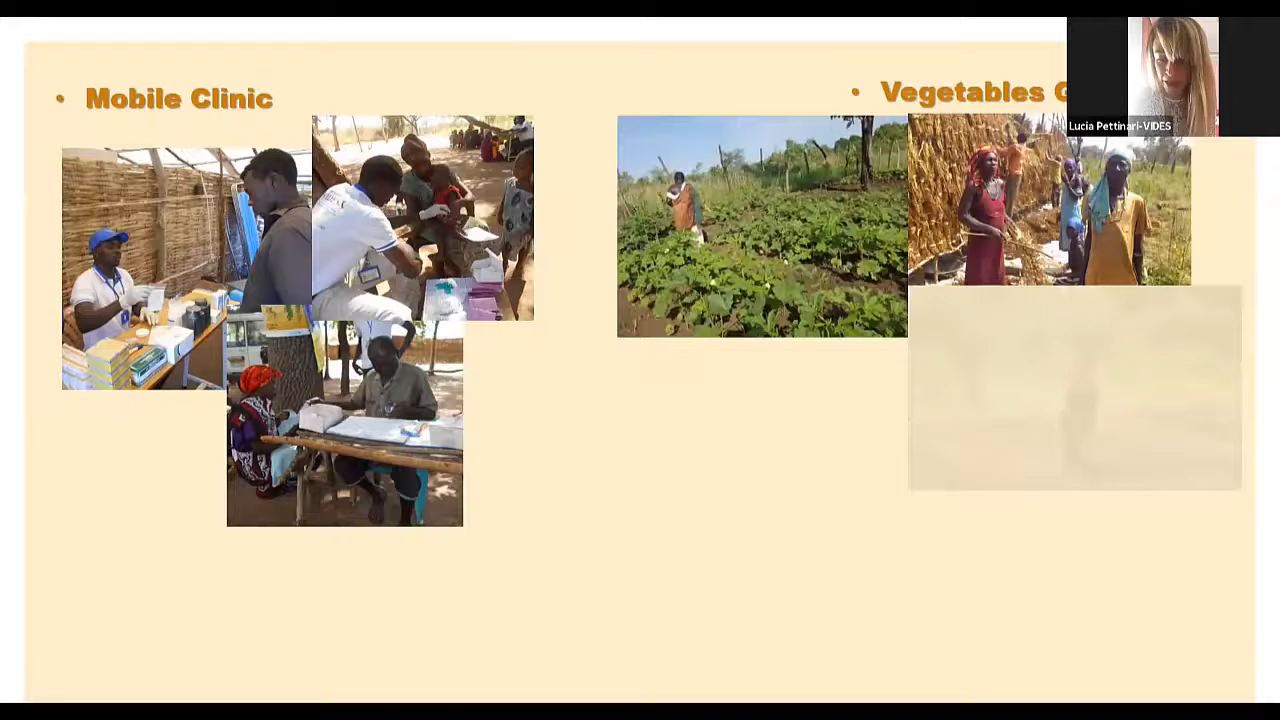 • Mobile Clinic
• Vegetables G
Lucia Pettinari-VIDES